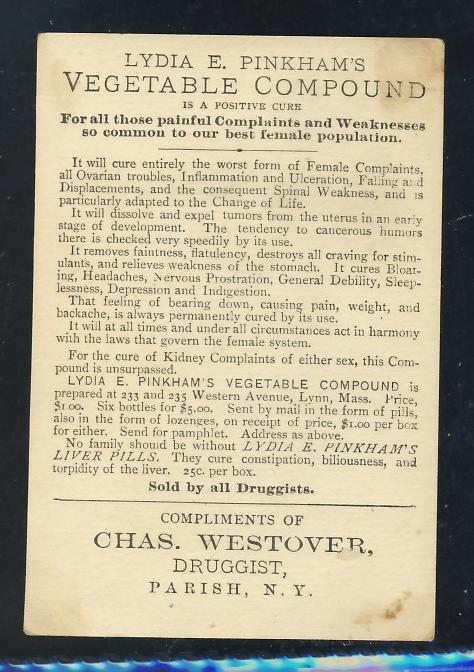 LYDIA E. PINKHAM'S
VEGETABLE COMPOUND
IS A POSITIVE CURE
For all those painful Complaints and Weaknesses
so common to our best female population.
It will cure entirely the worst form of Female Complaints,
all Ovarian troubles, Inflammation and Ulceration, Falling and
Displacements, and the consequent Spinal Weakness, and is
particularly adapted to the Change of Life.
It will dissolve and expel tumors from the uterus in an early
stage of development. The tendency to cancerous humors
there is checked very speedily by its use.
It removes faintness, flatulency, destroys all craving for stim-
ulants, and relieves weakness of the stomach. It cures Bloat-
ing, Headaches, Nervous Prostration, General Debility, Sleep-
lessness, Depression and Indigestion.
That feeling of bearing down, causing pain, weight, and
backache, is always permanently cured by its use.
It will at all times and under all circumstances act in harmony
with the laws that govern the female system.
For the cure of Kidney Complaints of either sex, this Com-
pound is unsurpassed.
LYDIA E. PINKHAM'S VEGETABLE COMPOUND is
prepared at 233 and 235 Western Avenue, Lynn, Mass. Price,
$1.00. Six bottles for $5.00. Sent by mail in the form of pills,
also in the form of lozenges, on receipt of price, $1.00 per box
for either. Send for pamphlet. Address as above.
No family should be without LYDIA E. PINKHAM'S
LIVER PILLS. They cure constipation, biliousness, and
torpidity of the liver. 25c. per box.
Sold by all Druggists.
COMPLIMENTS OF
CHAS. WESTOVER,
DRUGGIST,
PARISH, N. Y.